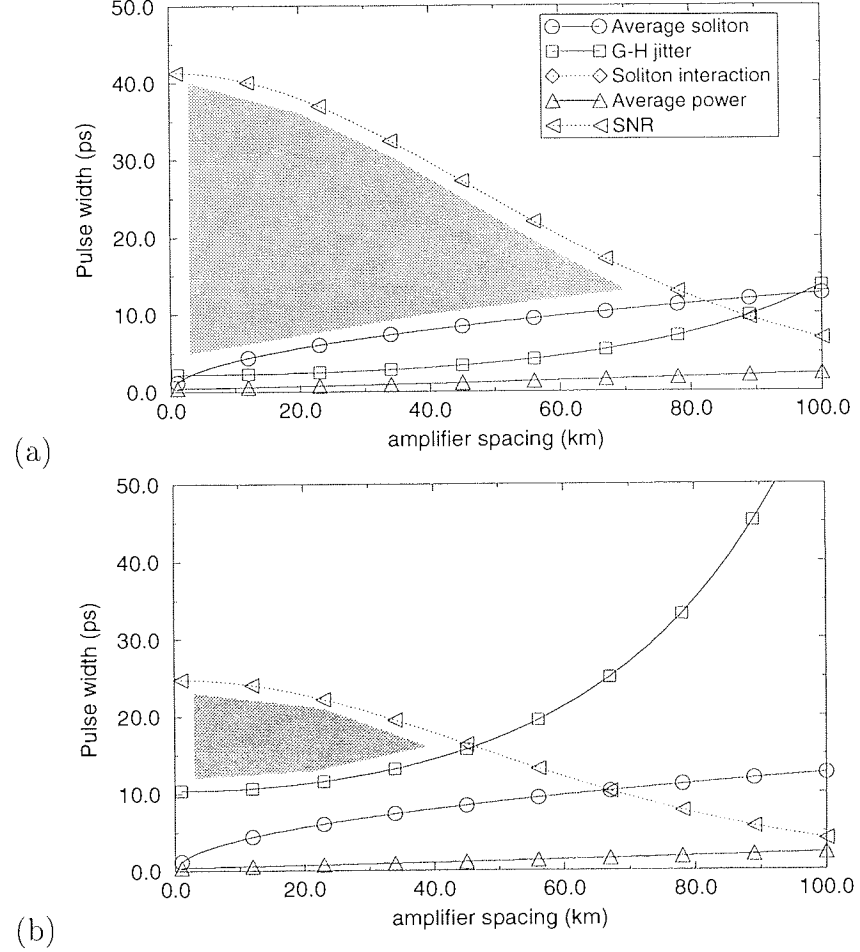 50.0
40.0
30.0
20.0
10.0
0.0
Pulse width (ps)
Average soliton
G-H jitter
Soliton interaction
Average power
SNR
0.0 20.0 40.0 60.0 80.0 100.0
amplifier spacing (km)
(a)
50.0
40.0
30.0
20.0
10.0
0.0
Pulse width (ps)
0.0 20.0 40.0 60.0 80.0 100.0
amplifier spacing (km)
(b)